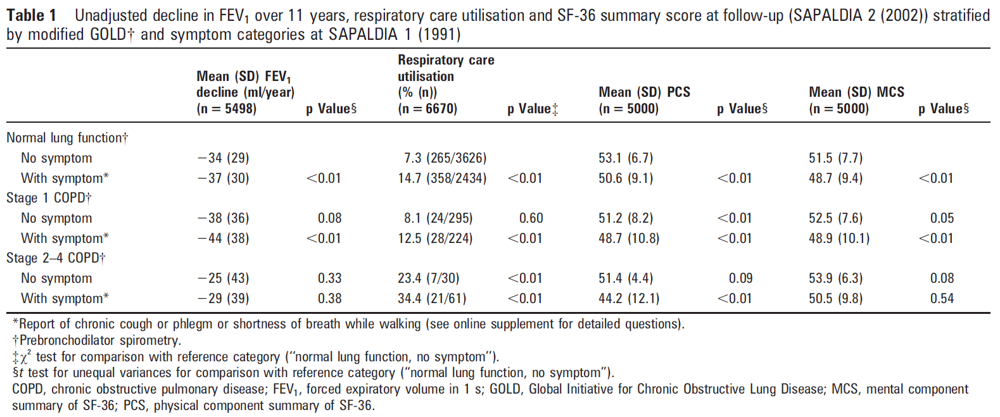 Table 1 Unadjusted decline in FEV₁ over 11 years, respiratory care utilisation and SF-36 summary score at follow-up (SAPALDIA 2 (2002)) stratified
by modified GOLD† and symptom categories at SAPALDIA 1 (1991)
Mean (SD) FEV₁ decline (ml/year) (n = 5498) p Value§ Respiratory care utilisation (% (n)) (n = 6670) p Value‡ Mean (SD) PCS (n = 5000) p Value§ Mean (SD) MCS (n = 5000) p Value§
Normal lung function†
No symptom −34 (29) 7.3 (265/3626) 53.1 (6.7) 51.5 (7.7)
With symptom* −37 (30) <0.01 14.7 (358/2434) <0.01 50.6 (9.1) <0.01 48.7 (9.4) <0.01
Stage 1 COPD†
No symptom −38 (36) 0.08 8.1 (24/295) 0.60 51.2 (8.2) <0.01 52.5 (7.6) 0.05
With symptom* −44 (38) <0.01 12.5 (28/224) <0.01 48.7 (10.8) <0.01 48.9 (10.1) <0.01
Stage 2–4 COPD†
No symptom −25 (43) 0.33 23.4 (7/30) <0.01 51.4 (4.4) 0.09 53.9 (6.3) 0.08
With symptom* −29 (39) 0.38 34.4 (21/61) <0.01 44.2 (12.1) <0.01 50.5 (9.8) 0.54
*Report of chronic cough or phlegm or shortness of breath while walking (see online supplement for detailed questions).
†Prebronchodilator spirometry.
‡χ² test for comparison with reference category (‘‘normal lung function, no symptom’’).
§t test for unequal variances for comparison with reference category (“normal lung function, no symptom”).
COPD, chronic obstructive pulmonary disease; FEV₁, forced expiratory volume in 1 s; GOLD, Global Initiative for Chronic Obstructive Lung Disease; MCS, mental component
summary of SF-36; PCS, physical component summary of SF-36.